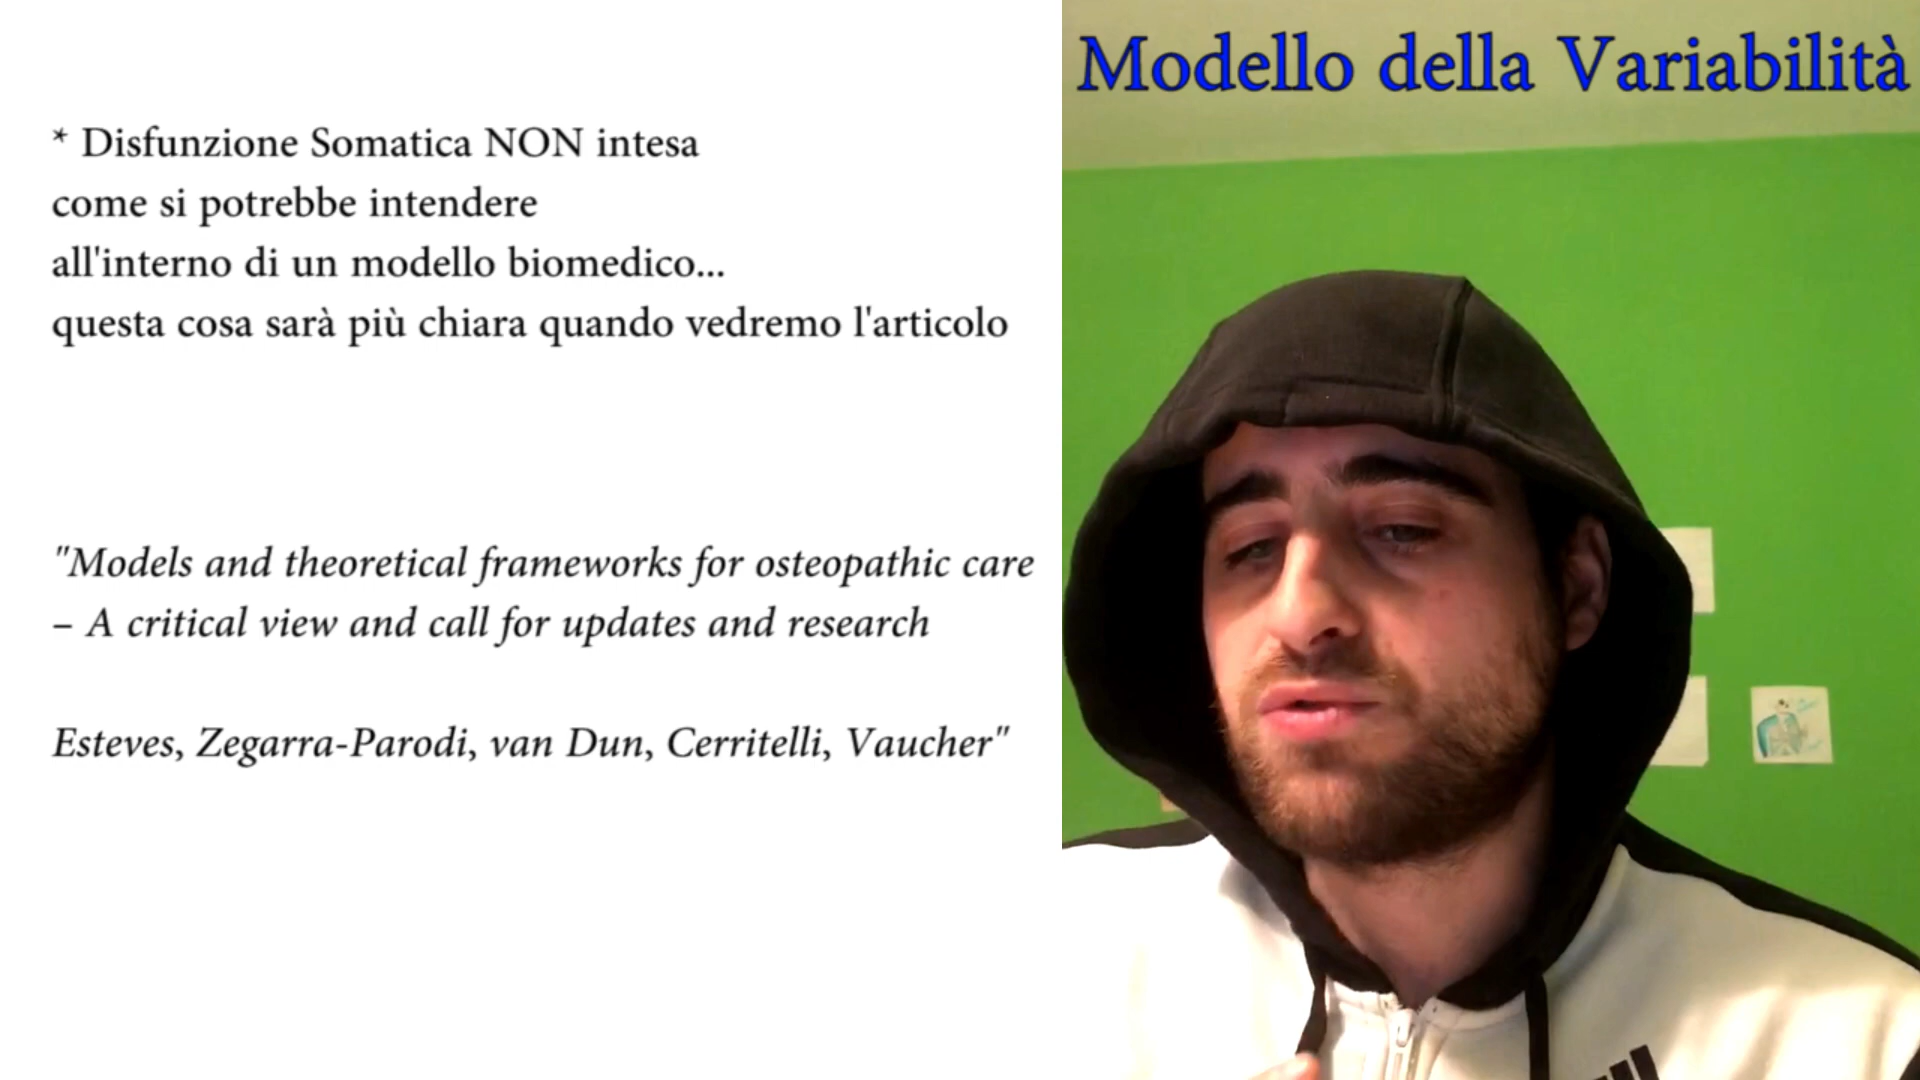 * Disfunzione Somatica NON intesa
come si potrebbe intendere
all'interno di un modello biomedico...
questa cosa sarà più chiara quando vedremo l'articolo
"Models and theoretical frameworks for osteopathic care
– A critical view and call for updates and research
Esteves, Zegarra-Parodi, van Dun, Cerritelli, Vaucher"
Modello della Variabilità